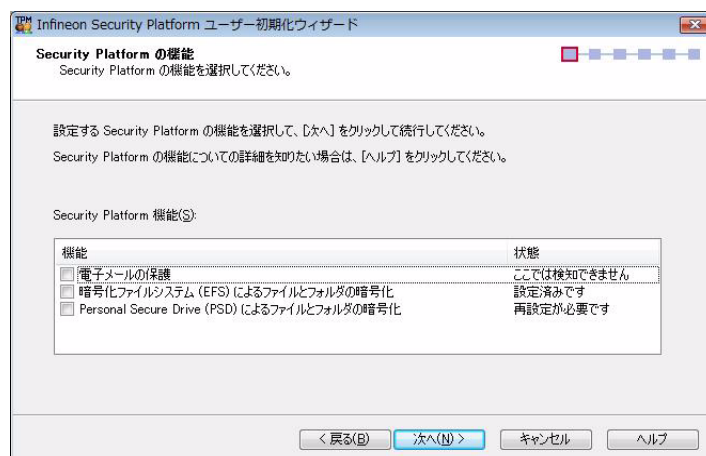 TPM
Infineon Security Platform ユーザー初期化ウィザード
Security Platform の機能
Security Platform の機能を選択してください。
設定する Security Platform の機能を選択して、[次へ] をクリックして続行してください。
Security Platform の機能についての詳細を知りたい場合は、[ヘルプ] をクリックしてください。
Security Platform 機能(S):
機能 状態
電子メールの保護 ここでは検知できません
暗号化ファイルシステム (EFS) によるファイルとフォルダの暗号化 設定済みです
Personal Secure Drive (PSD) によるファイルとフォルダの暗号化 再設定が必要です
< 戻る(B) 次へ(N) > キャンセル ヘルプ